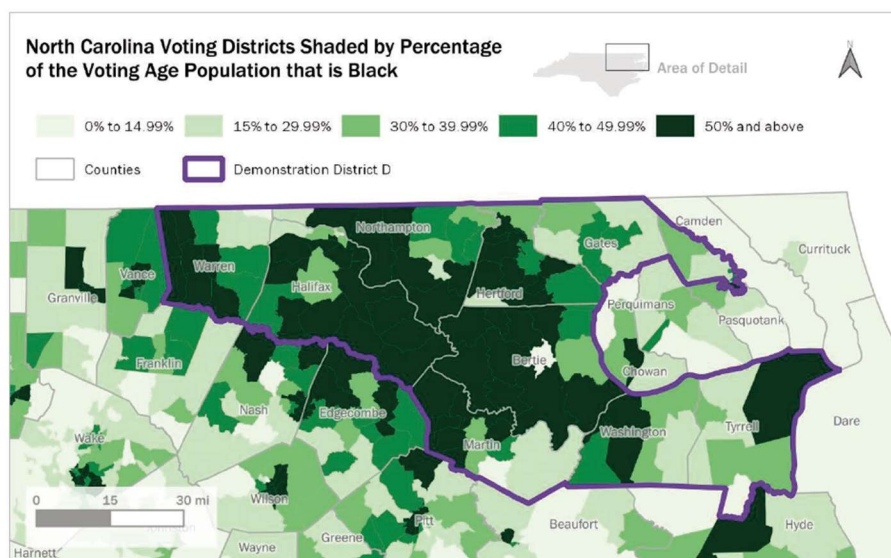 North Carolina Voting Districts Shaded by Percentage
of the Voting Age Population that is Black
Area of Detail
N
0% to 14.99%
15% to 29.99%
30% to 39.99%
40% to 49.99%
50% and above
Counties
Demonstration District D
Camden
Northampton
Gates
Currituck
Vance
Warren
Halifax
Granville
Hertford
Perquimans
Pasquotank
Franklin
Bertie
Chowan
Nash
Edgecombe
Tyrrell
Dare
Washington
Wake
Martin
0 15 30 mi
Wilson
Pitt
Beaufort
Hyde
Johnston
Greene
Wayne
Harnett